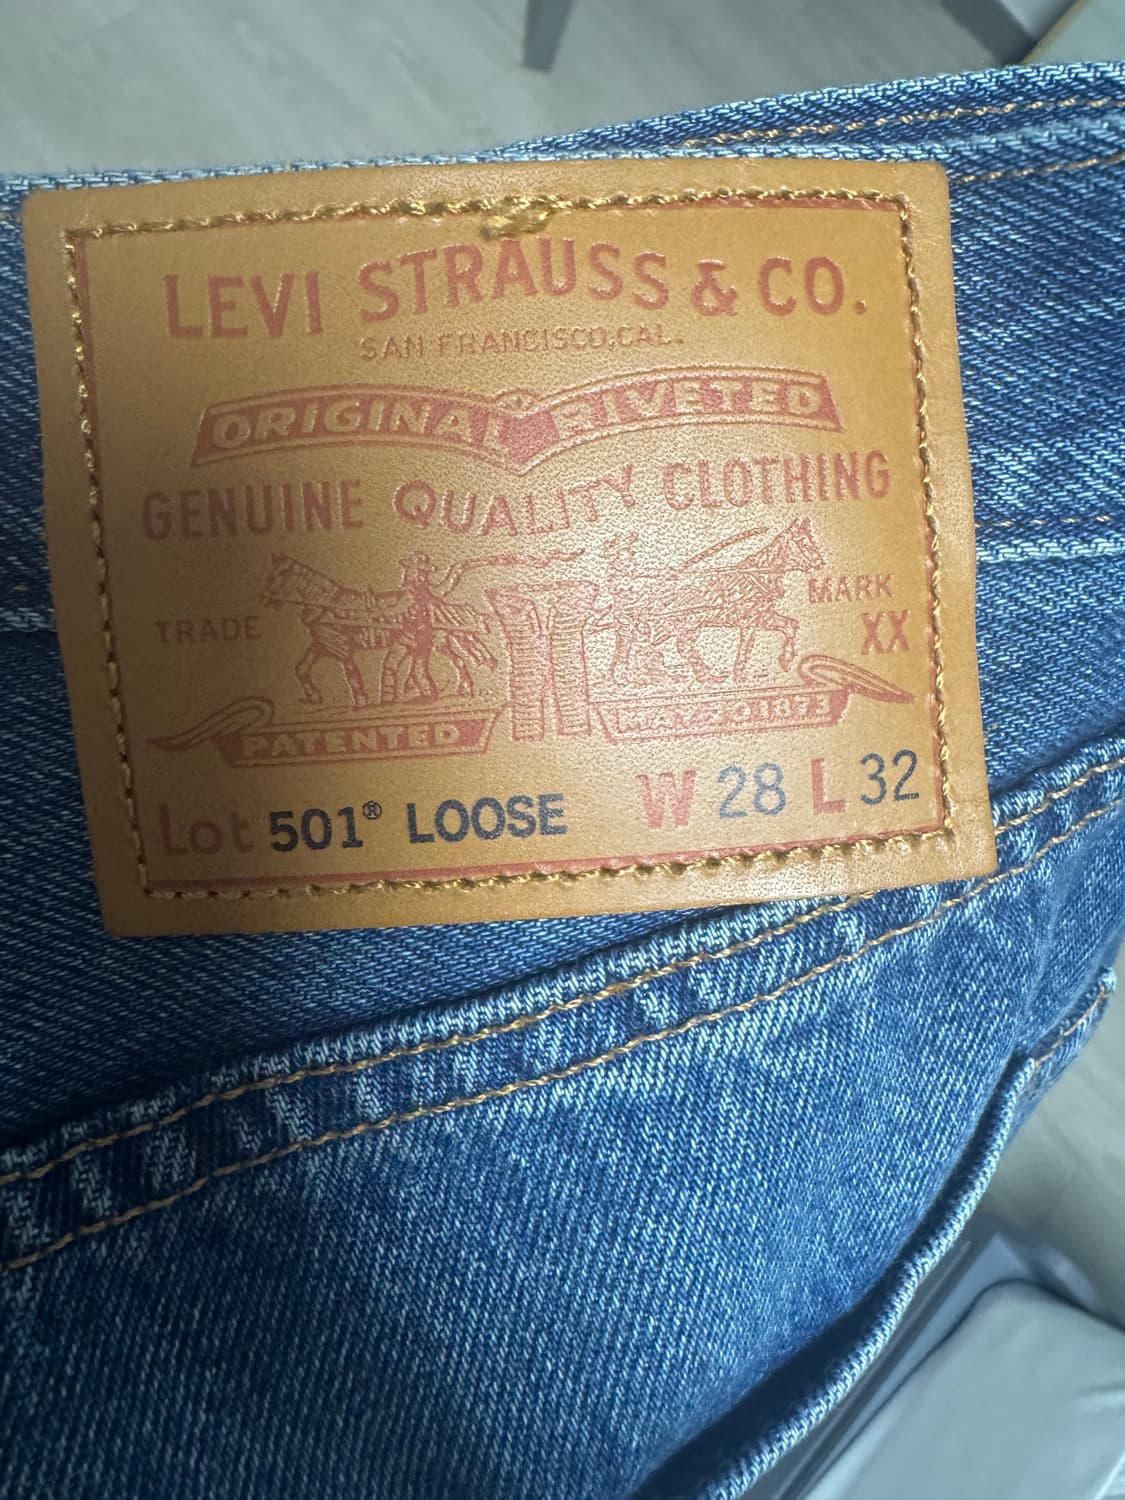 LEVI STRAUSS & CO.
SAN FRANCISCO, CAL.
ORIGINAL RIVETED
GENUINE QUALITY CLOTHING
TRADE MARK
XX
PATENTED MAY 20 1873
Lot 501® LOOSE W 28 L 32